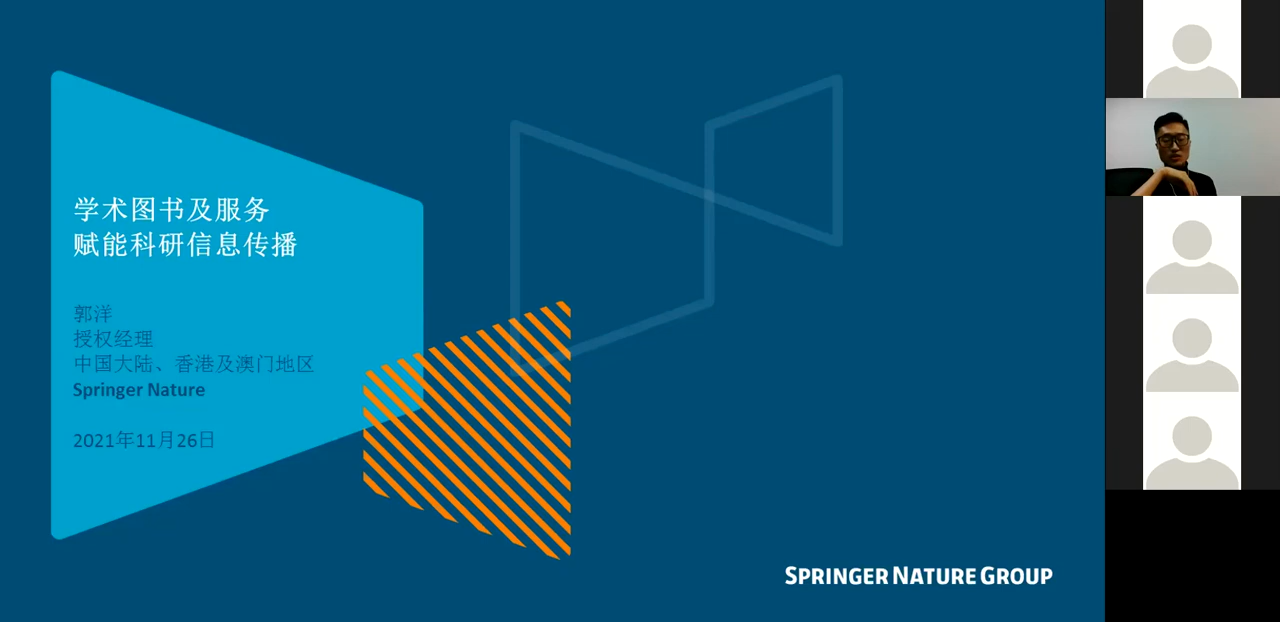 学术图书及服务
赋能科研信息传播
郭洋
授权经理
中国大陆、香港及澳门地区
Springer Nature
2021年11月26日
SPRINGER NATURE GROUP